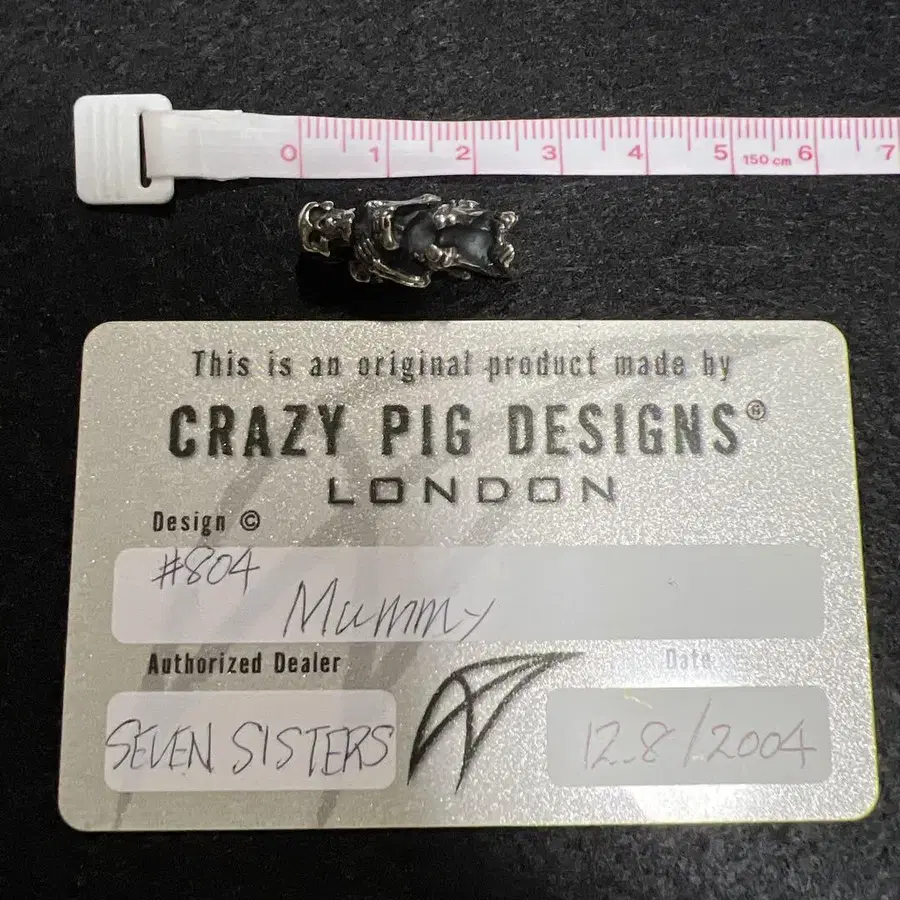 0 1 2 3 4 5 150 cm 6 7
This is an original product made by
CRAZY PIG DESIGNS®
LONDON
Design ©
#804
Mummy
Authorized Dealer
Date
SEVEN SISTERS
12.8/2004